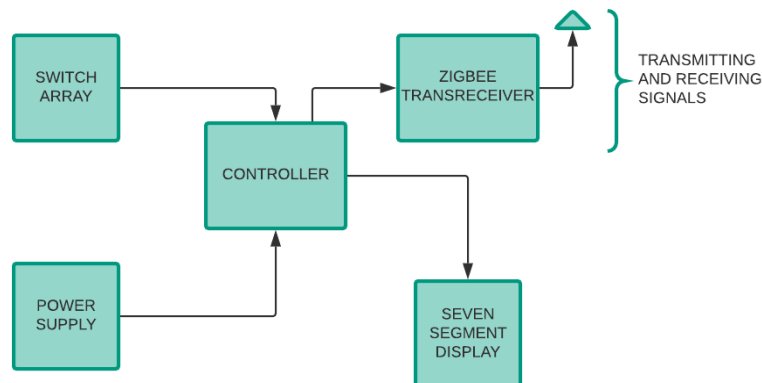 SWITCH
ARRAY
ZIGBEE
TRANSRECEIVER
TRANSMITTING
AND RECEIVING
SIGNALS
CONTROLLER
POWER
SUPPLY
SEVEN
SEGMENT
DISPLAY